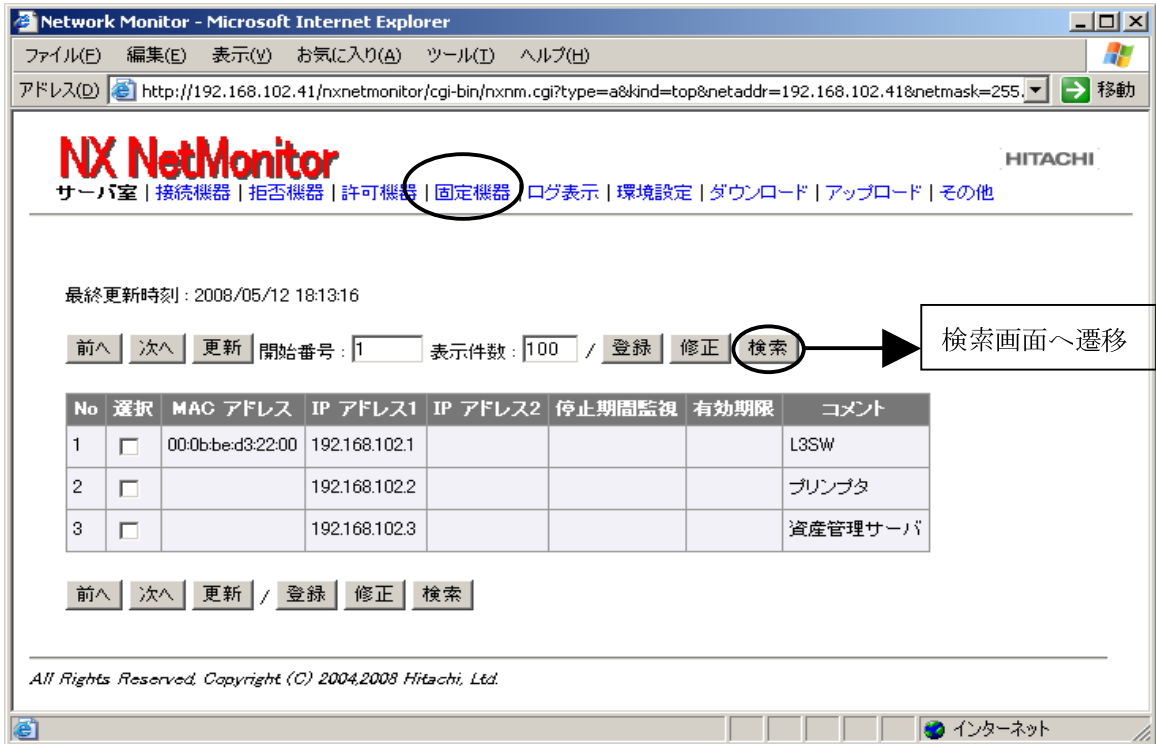 Network Monitor - Microsoft Internet Explorer
ファイル(F) 編集(E) 表示(V) お気に入り(A) ツール(T) ヘルプ(H)
アドレス(D) http://192.168.102.41/nxnetmonitor/cgi-bin/nxnm.cgi?type=a&kind=top&netaddr=192.168.102.41&netmask=255. 移動
NX NetMonitor
HITACHI
サーバ室 | 接続機器 | 拒否機器 | 許可機器 | 固定機器 | ログ表示 | 環境設定 | ダウンロード | アップロード | その他
最終更新時刻 : 2008/05/12 18:13:16
前へ 次へ 更新 開始番号 : 1 表示件数 : 100 / 登録 修正 検索
検索画面へ遷移
No 選択 MAC アドレス IP アドレス1 IP アドレス2 停止期間監視 有効期限 コメント
1 00:0b:be:d3:22:00 192.168.102.1 L3SW
2 192.168.102.2 プリンプタ
3 192.168.102.3 資産管理サーバ
前へ 次へ 更新 / 登録 修正 検索
All Rights Reserved, Copyright (C) 2004,2008 Hitachi, Ltd.
インターネット